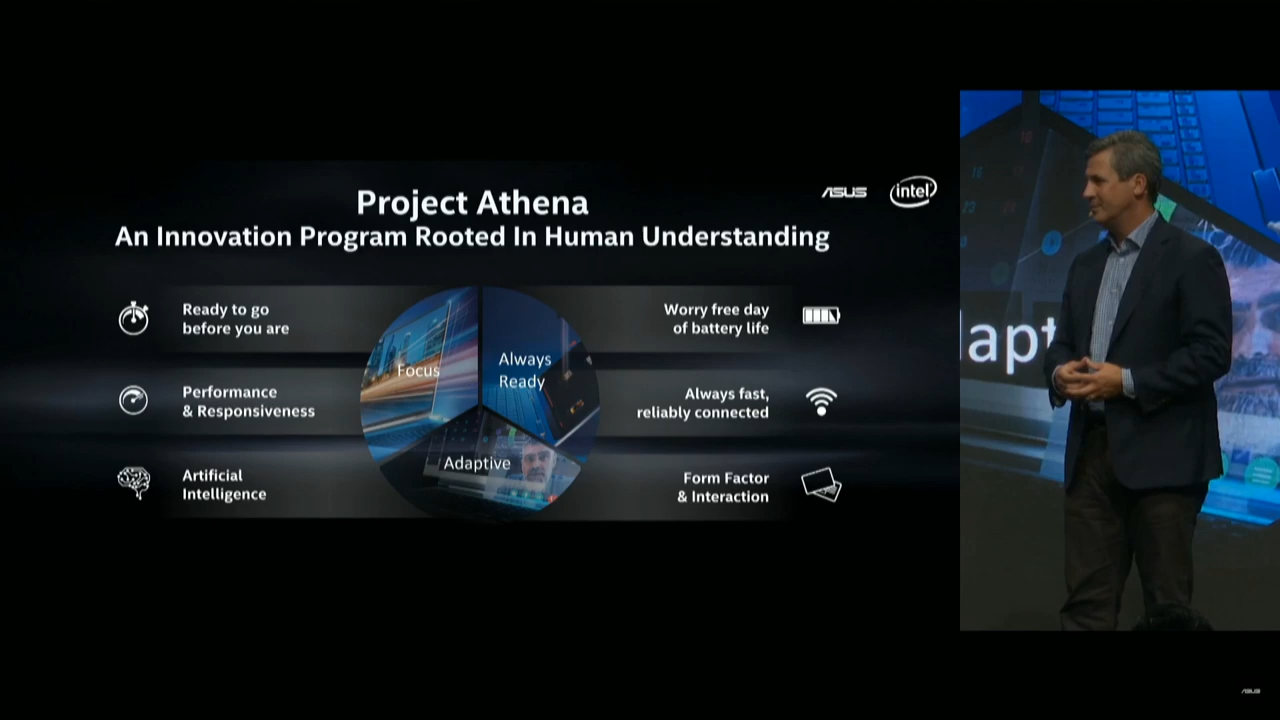 Project Athena
An Innovation Program Rooted In Human Understanding
ASUS
intel
Ready to go
before you are
Performance
& Responsiveness
Artificial
Intelligence
Focus
Always
Ready
Adaptive
Worry free day
of battery life
Always fast,
reliably connected
Form Factor
& Interaction
lapt
ASUS